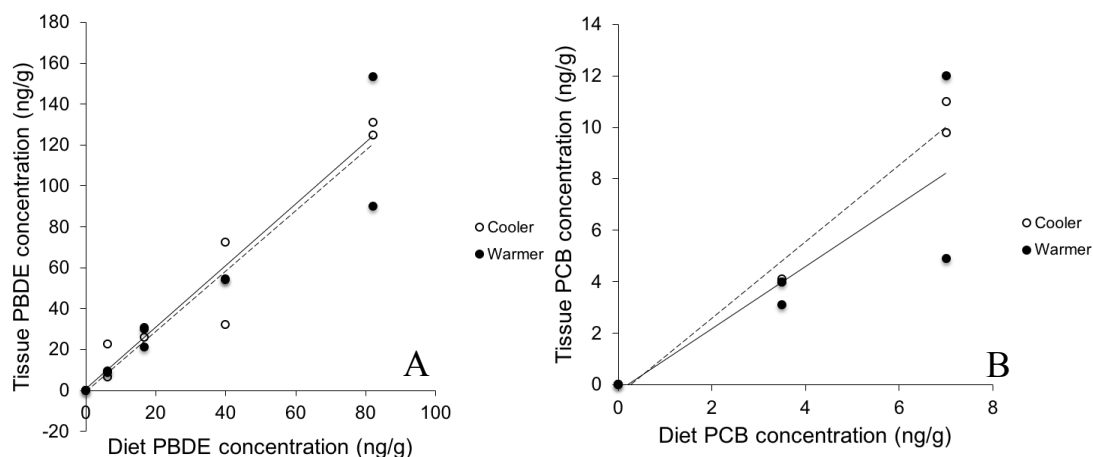 180
160
140
120
100
80
60
40
20
0
-20
Tissue PBDE concentration (ng/g)
0 20 40 60 80 100
Diet PBDE concentration (ng/g)
Cooler
Warmer
A
14
12
10
8
6
4
2
0
Tissue PCB concentration (ng/g)
0 2 4 6 8
Diet PCB concentration (ng/g)
Cooler
Warmer
B